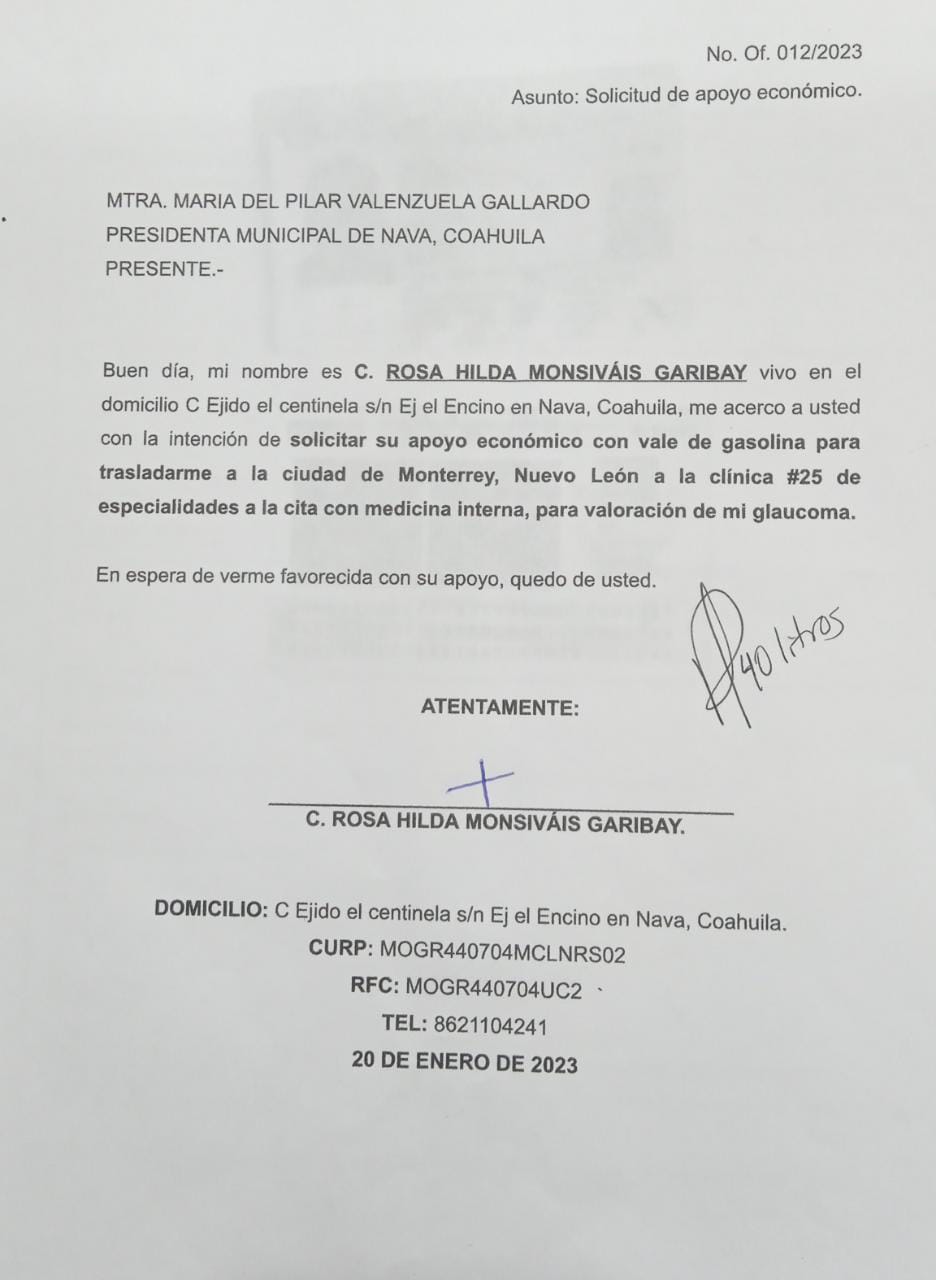 No. Of. 012/2023
Asunto: Solicitud de apoyo económico.
MTRA. MARIA DEL PILAR VALENZUELA GALLARDO
PRESIDENTA MUNICIPAL DE NAVA, COAHUILA
PRESENTE.-
Buen día, mi nombre es C. ROSA HILDA MONSIVÁIS GARIBAY vivo en el
domicilio C Ejido el centinela s/n Ej el Encino en Nava, Coahuila, me acerco a usted
con la intención de solicitar su apoyo económico con vale de gasolina para
trasladarme a la ciudad de Monterrey, Nuevo León a la clínica #25 de
especialidades a la cita con medicina interna, para valoración de mi glaucoma.
En espera de verme favorecida con su apoyo, quedo de usted.
40 litros
ATENTAMENTE:
C. ROSA HILDA MONSIVÁIS GARIBAY.
DOMICILIO: C Ejido el centinela s/n Ej el Encino en Nava, Coahuila.
CURP: MOGR440704MCLNRS02
RFC: MOGR440704UC2
TEL: 8621104241
20 DE ENERO DE 2023